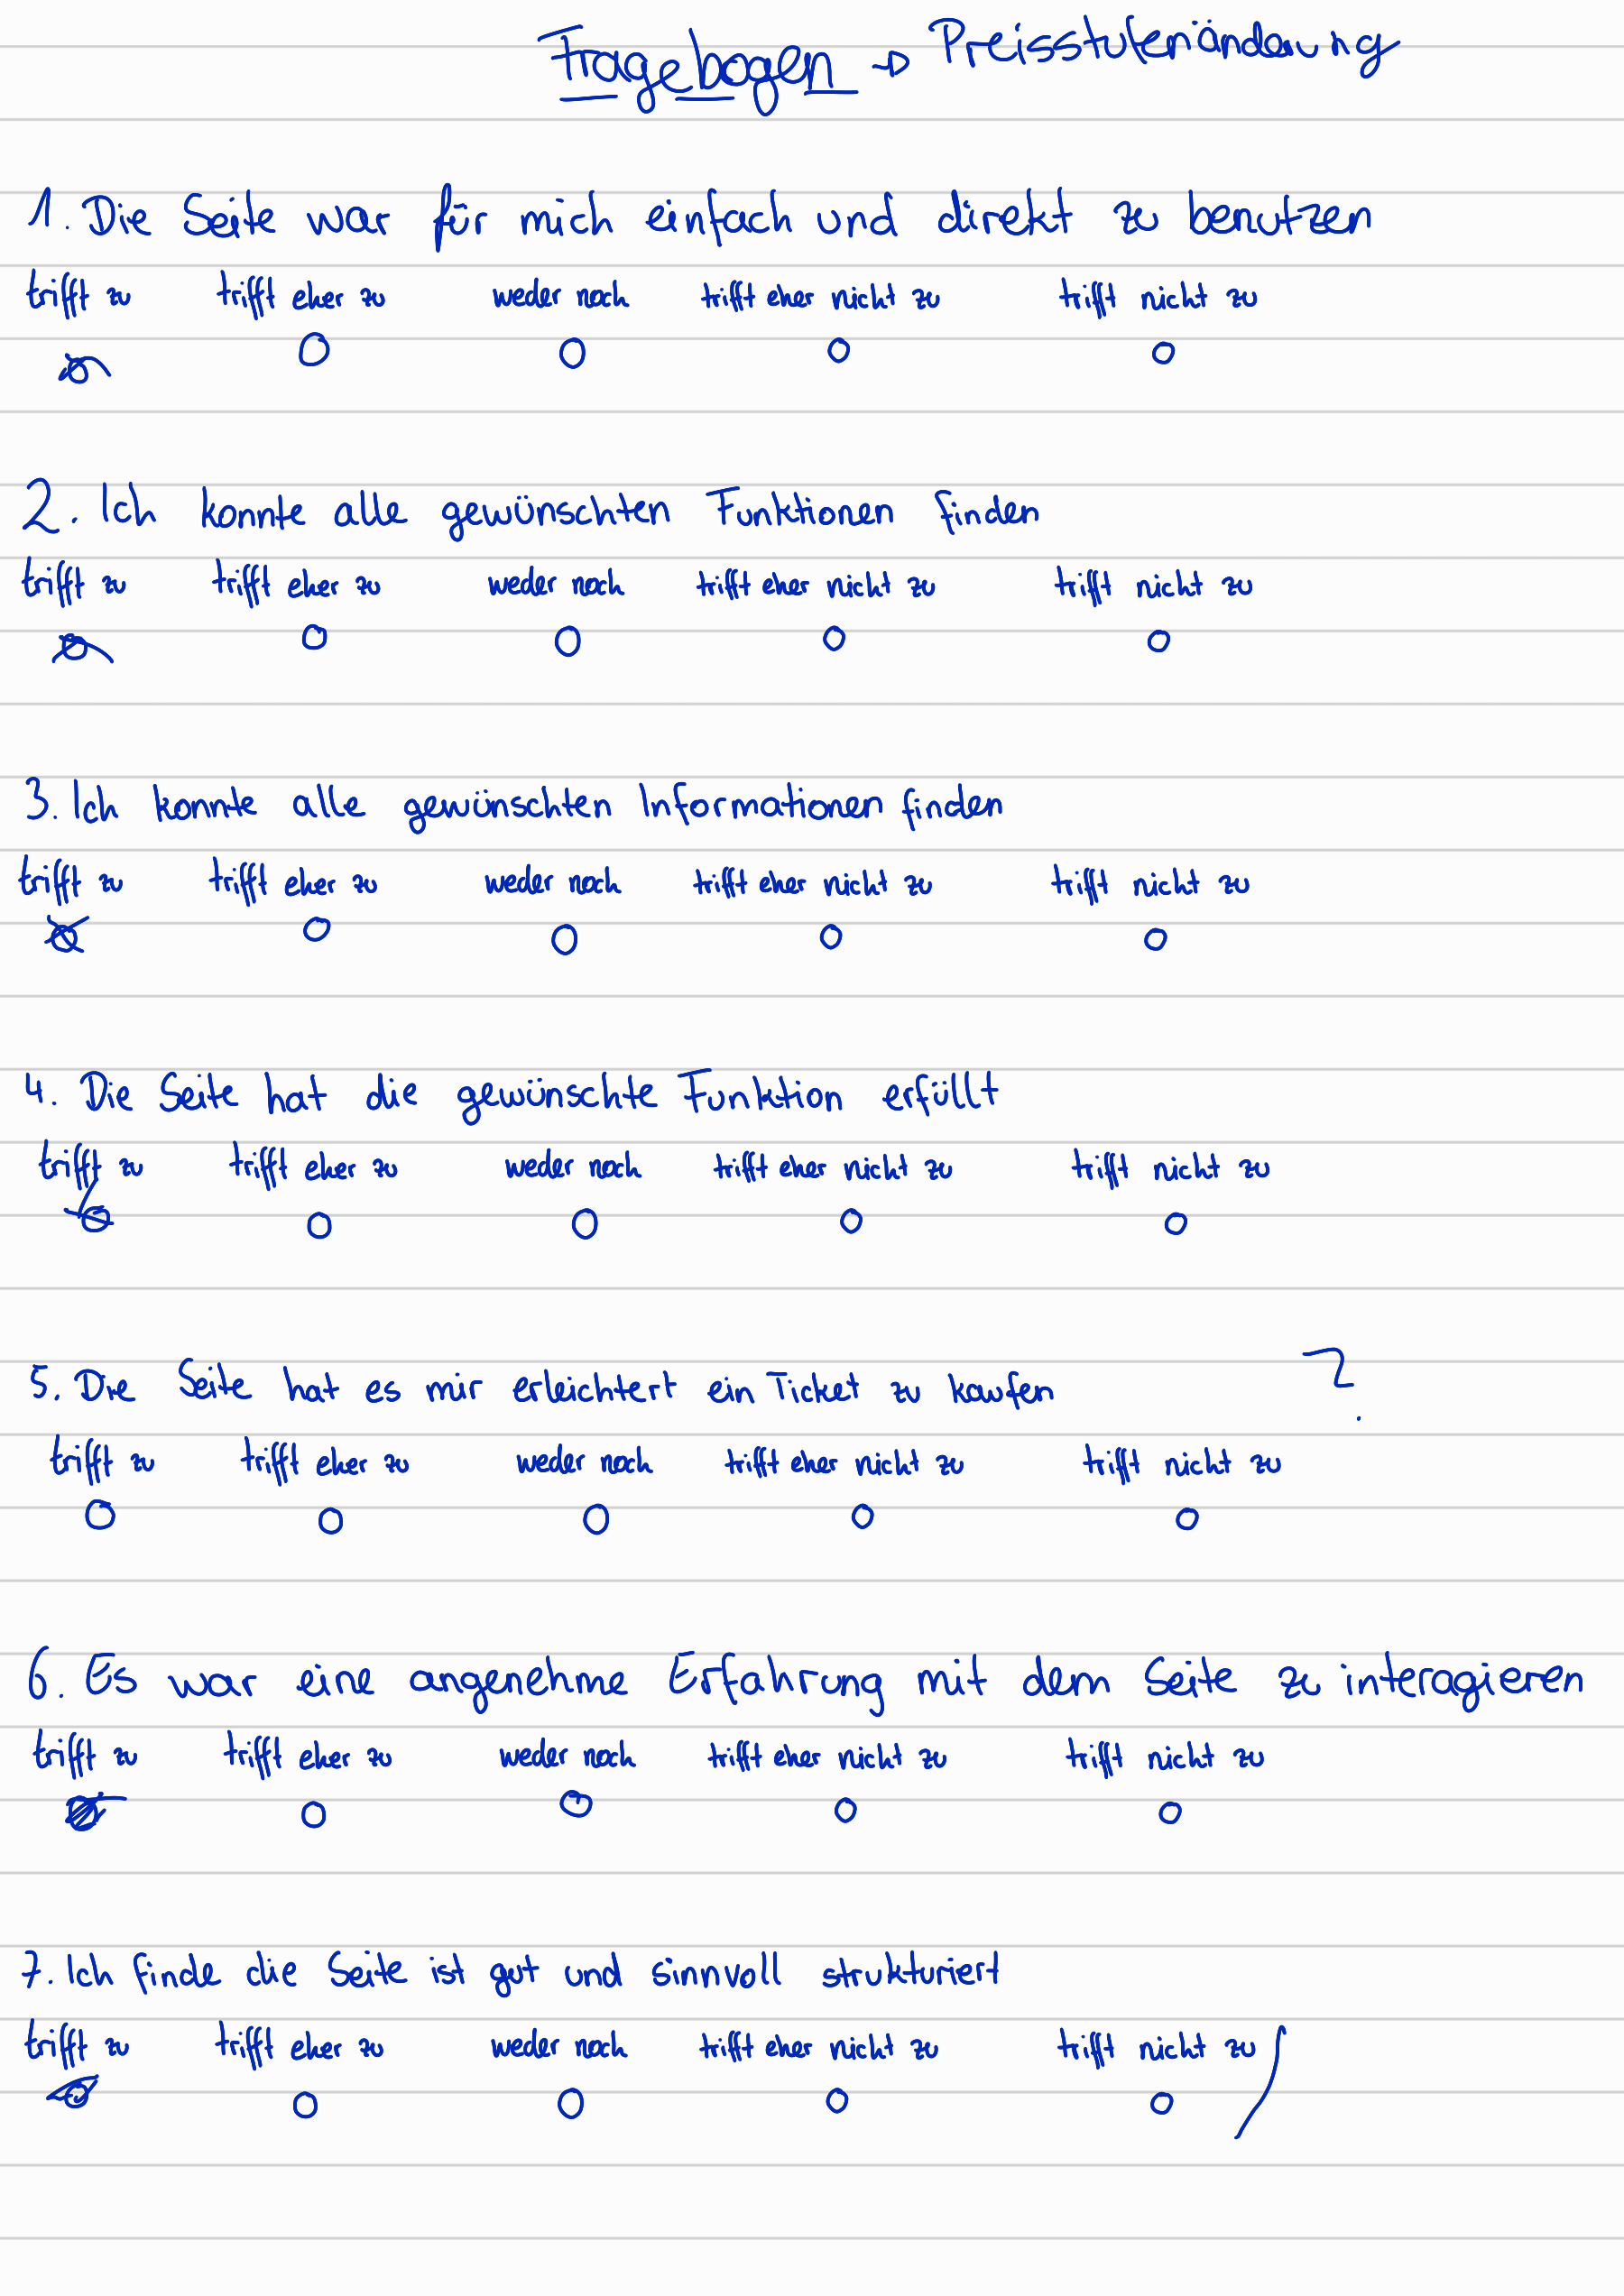 Fragebogen → Preisstufenänderung
1. Die Seite war für mich einfach und direkt zu benutzen
trifft zu trifft eher zu weder noch trifft eher nicht zu trifft nicht zu
2. Ich konnte alle gewünschten Funktionen finden
trifft zu trifft eher zu weder noch trifft eher nicht zu trifft nicht zu
3. Ich konnte alle gewünschten Informationen finden
trifft zu trifft eher zu weder noch trifft eher nicht zu trifft nicht zu
4. Die Seite hat die gewünschte Funktion erfüllt
trifft zu trifft eher zu weder noch trifft eher nicht zu trifft nicht zu
5. Die Seite hat es mir erleichtert ein Ticket zu kaufen ?
trifft zu trifft eher zu weder noch trifft eher nicht zu trifft nicht zu
6. Es war eine angenehme Erfahrung mit dem Seite zu interagieren
trifft zu trifft eher zu weder noch trifft eher nicht zu trifft nicht zu
7. Ich finde die Seite ist gut und sinnvoll strukturiert
trifft zu trifft eher zu weder noch trifft eher nicht zu trifft nicht zu